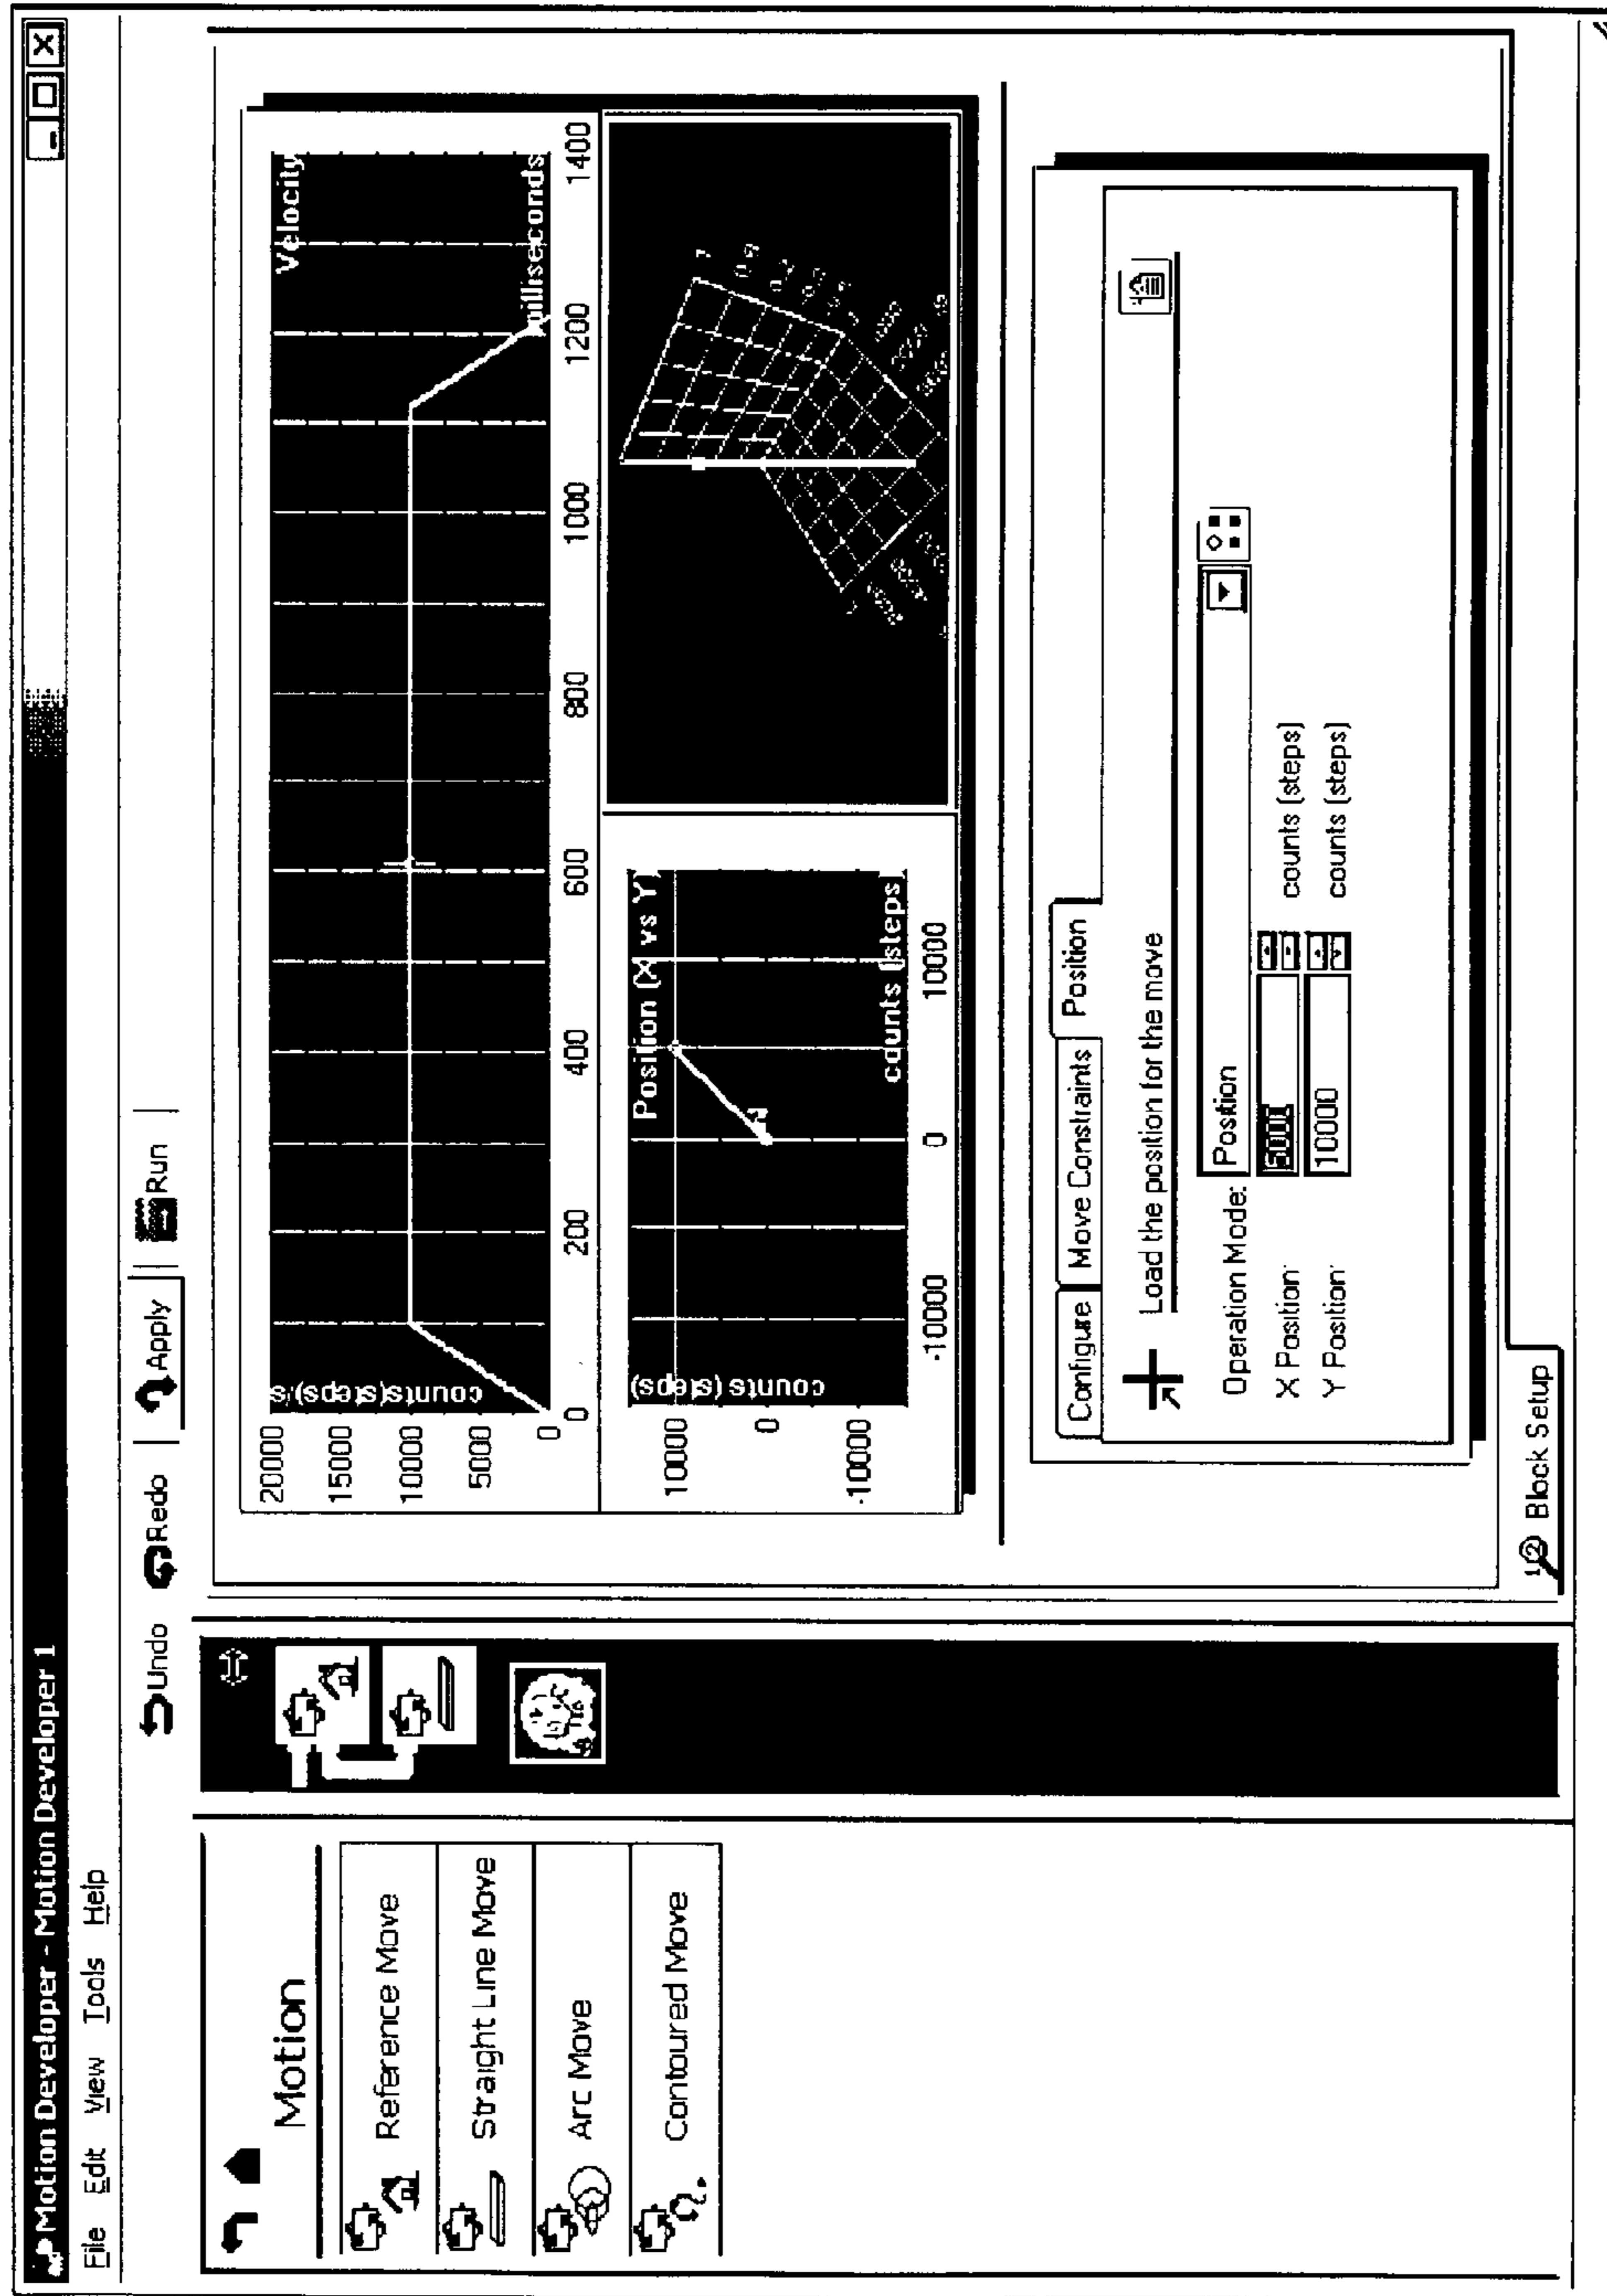 Motion Developer - Motion Developer 1
File Edit View Tools Help
Undo Redo Apply Run
Motion
Reference Move
Straight Line Move
Arc Move
Contoured Move
20000
15000
10000
5000
0
counts(steps)/s
Velocity
0 200 400 600 800 1000 1200 1400
10000
0
-10000
counts(steps)
Position (X vs Y)
counts (steps
-10000 0 10000
Configure Move Constraints Position
Load the position for the move
Operation Mode: Position
X Position: 5000 counts (steps)
Y Position: 10000 counts (steps)
Block Setup